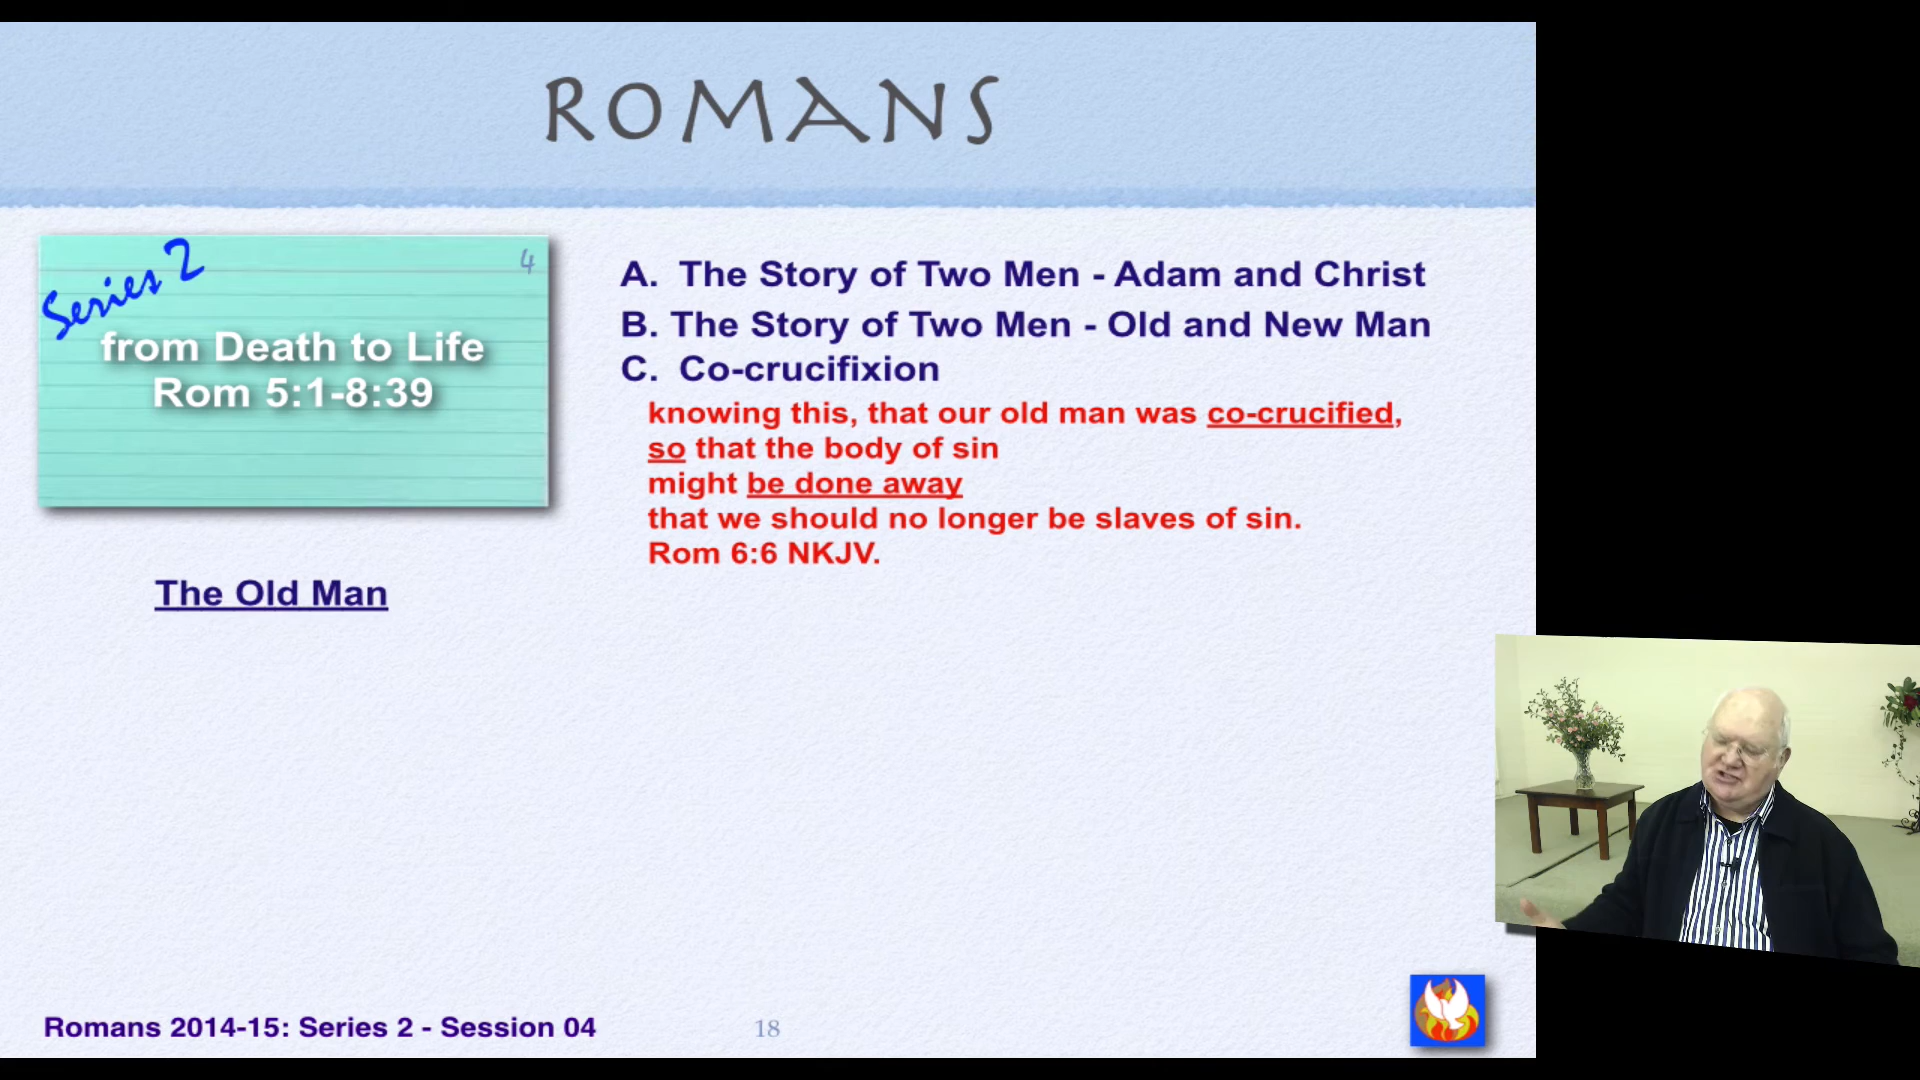 ROMANS
Series 2
4
from Death to Life
Rom 5:1-8:39
The Old Man
A. The Story of Two Men - Adam and Christ
B. The Story of Two Men - Old and New Man
C. Co-crucifixion
knowing this, that our old man was co-crucified,
so that the body of sin
might be done away
that we should no longer be slaves of sin.
Rom 6:6 NKJV.
Romans 2014-15: Series 2 - Session 04
18